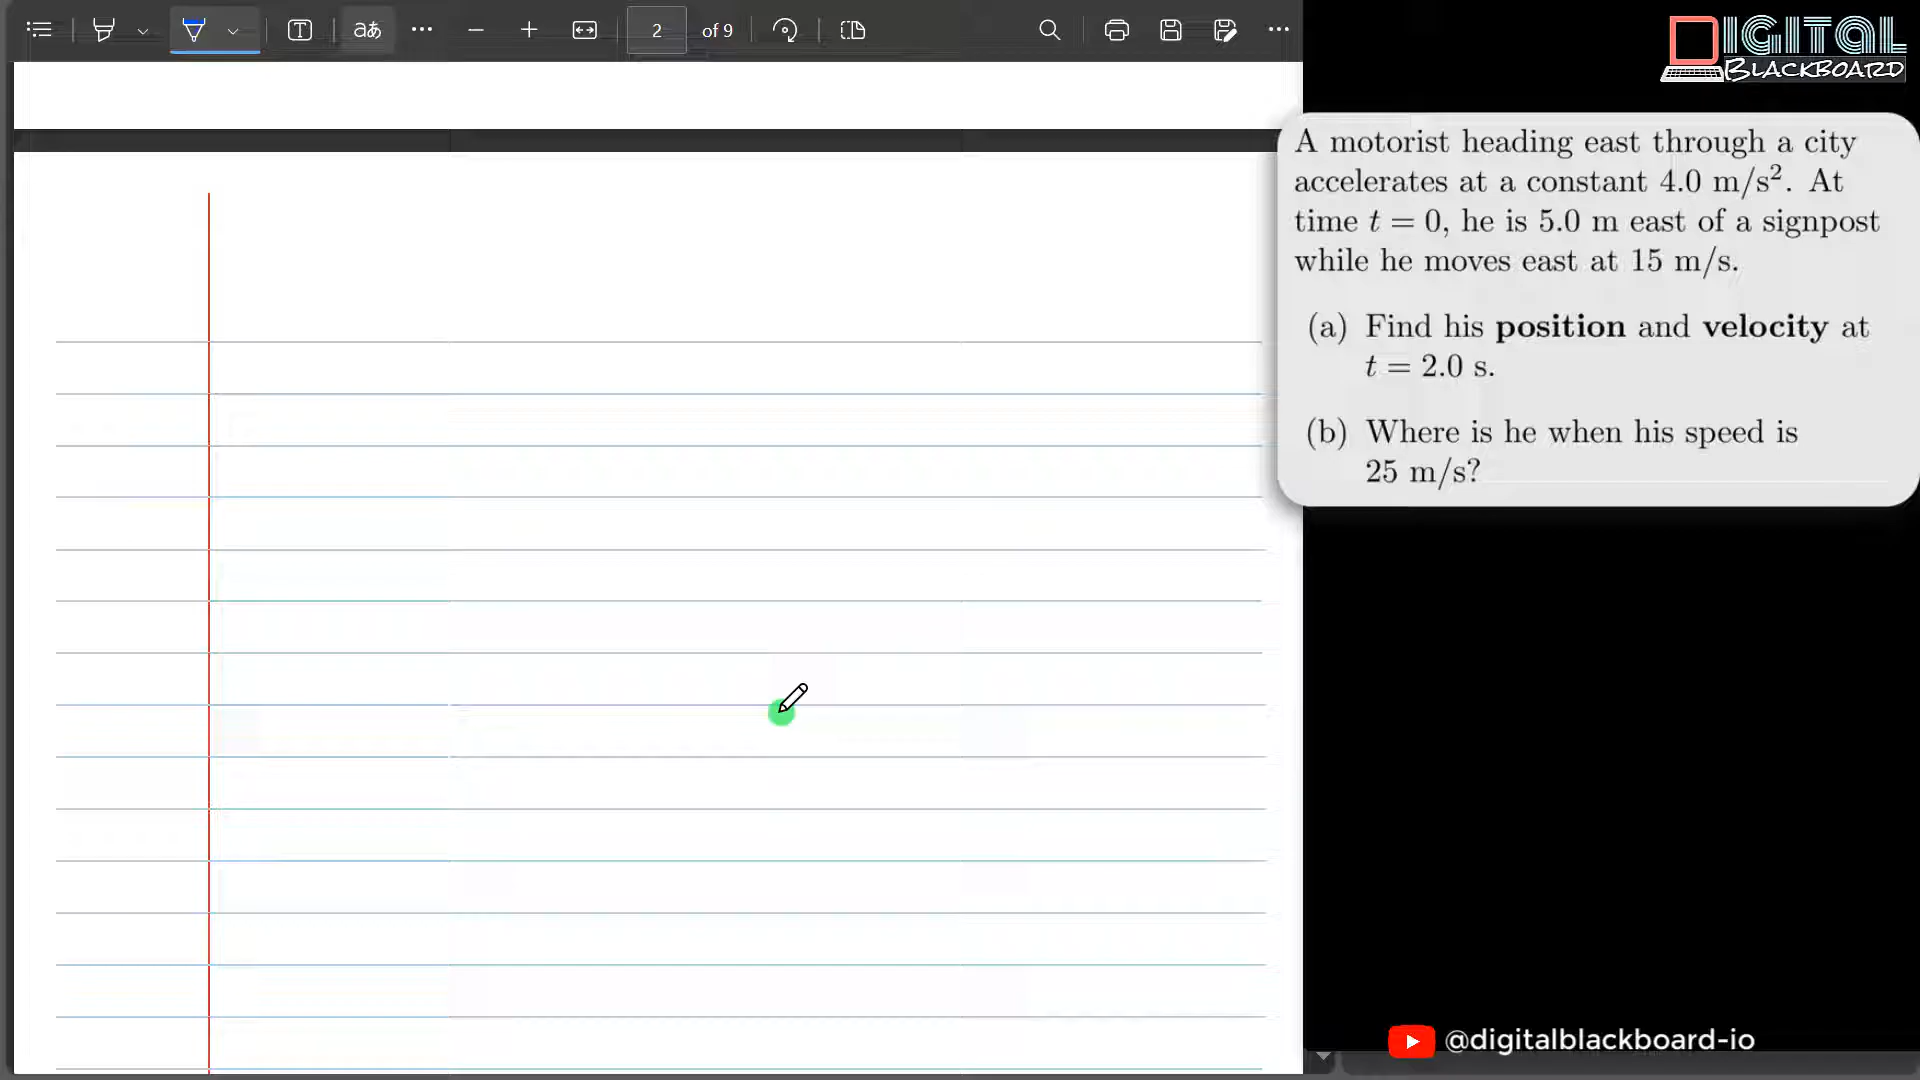 aあ
2
of 9
DIGITAL
BLACKBOARD
A motorist heading east through a city
accelerates at a constant 4.0 m/s². At
time t = 0, he is 5.0 m east of a signpost
while he moves east at 15 m/s.
(a) Find his position and velocity at
t = 2.0 s.
(b) Where is he when his speed is
25 m/s?
@digitalblackboard-io